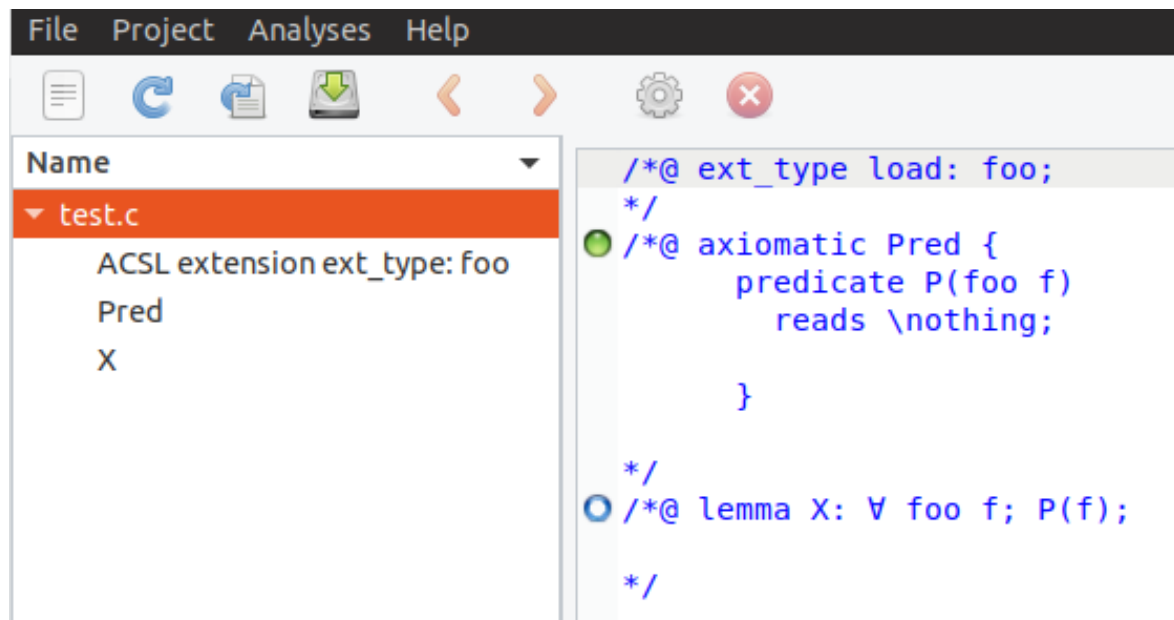 File Project Analyses Help
Name
test.c
ACSL extension ext_type: foo
Pred
X
/*@ ext_type load: foo;
*/
/*@ axiomatic Pred {
predicate P(foo f)
reads \nothing;
}
*/
/*@ lemma X: ∀ foo f; P(f);
*/